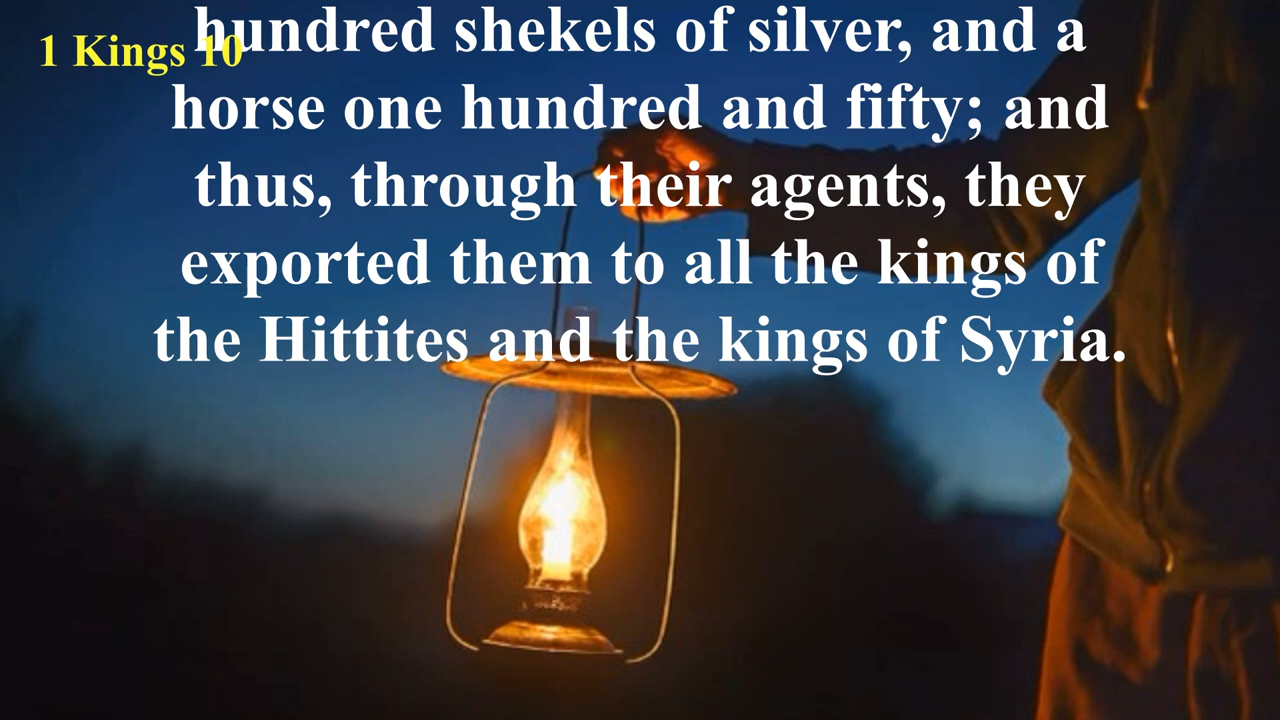 1 Kings 10
hundred shekels of silver, and a
horse one hundred and fifty; and
thus, through their agents, they
exported them to all the kings of
the Hittites and the kings of Syria.